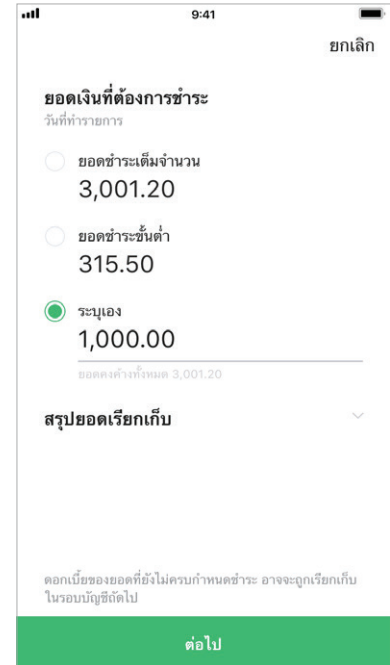 9:41
ยกเลิก
ยอดเงินที่ต้องการชำระ
วันที่ทำรายการ
ยอดชำระเต็มจำนวน
3,001.20
ยอดชำระขั้นต่ำ
315.50
ระบุเอง
1,000.00
ยอดคงค้างทั้งหมด 3,001.20
สรุปยอดเรียกเก็บ
ดอกเบี้ยของยอดที่ยังไม่ครบกำหนดชำระ อาจจะถูกเรียกเก็บ
ในรอบบัญชีถัดไป
ต่อไป